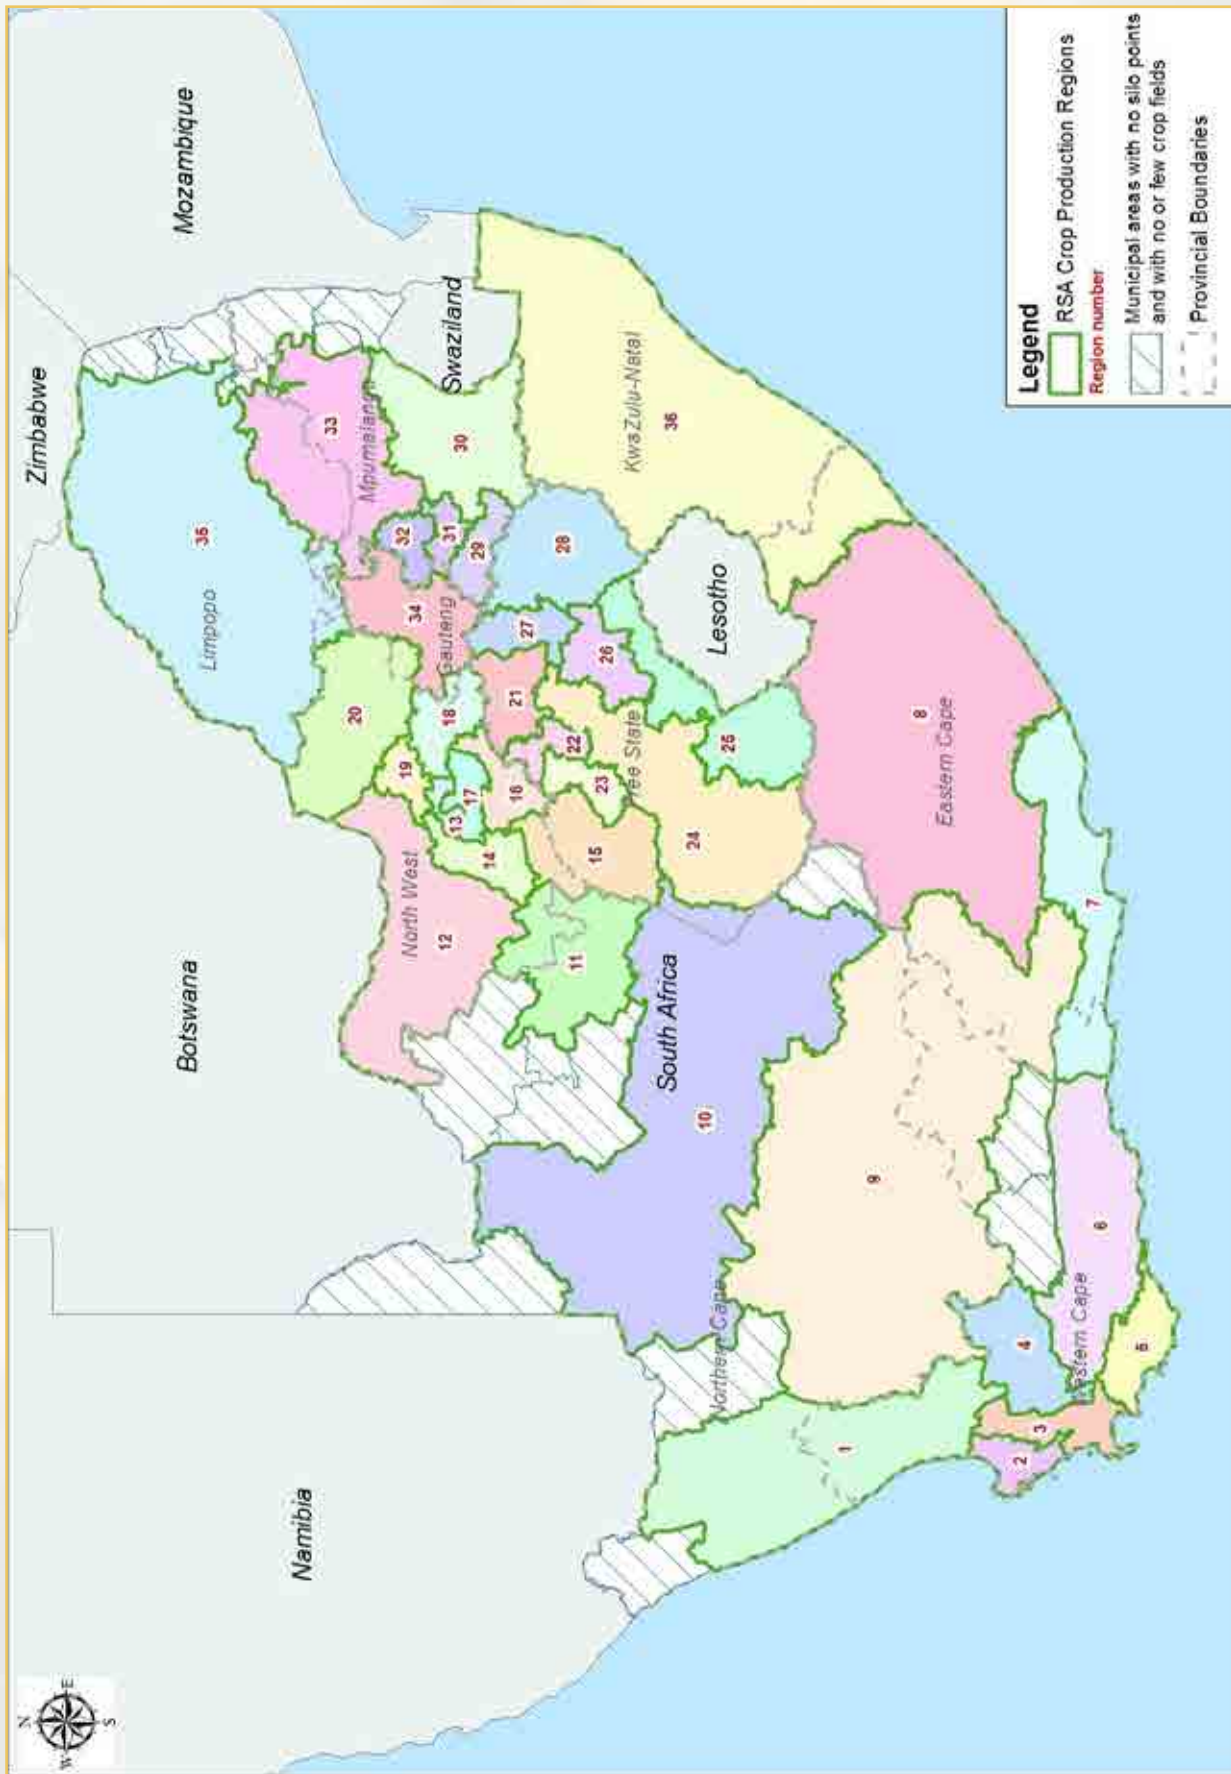 N
W
E
S
Zimbabwe
Mozambique
Botswana
Namibia
Swaziland
Lesotho
South Africa
Limpopo
Mpumalanga
North West
Gauteng
Free State
KwaZulu-Natal
Northern Cape
Eastern Cape
Western Cape
1
2
3
4
5
6
7
8
9
10
11
12
13
14
15
16
17
18
19
20
21
22
23
24
25
26
27
28
29
30
31
32
33
34
35
36
Legend
RSA Crop Production Regions
Region number
Municipal areas with no silo points
and with no or few crop fields
Provincial Boundaries